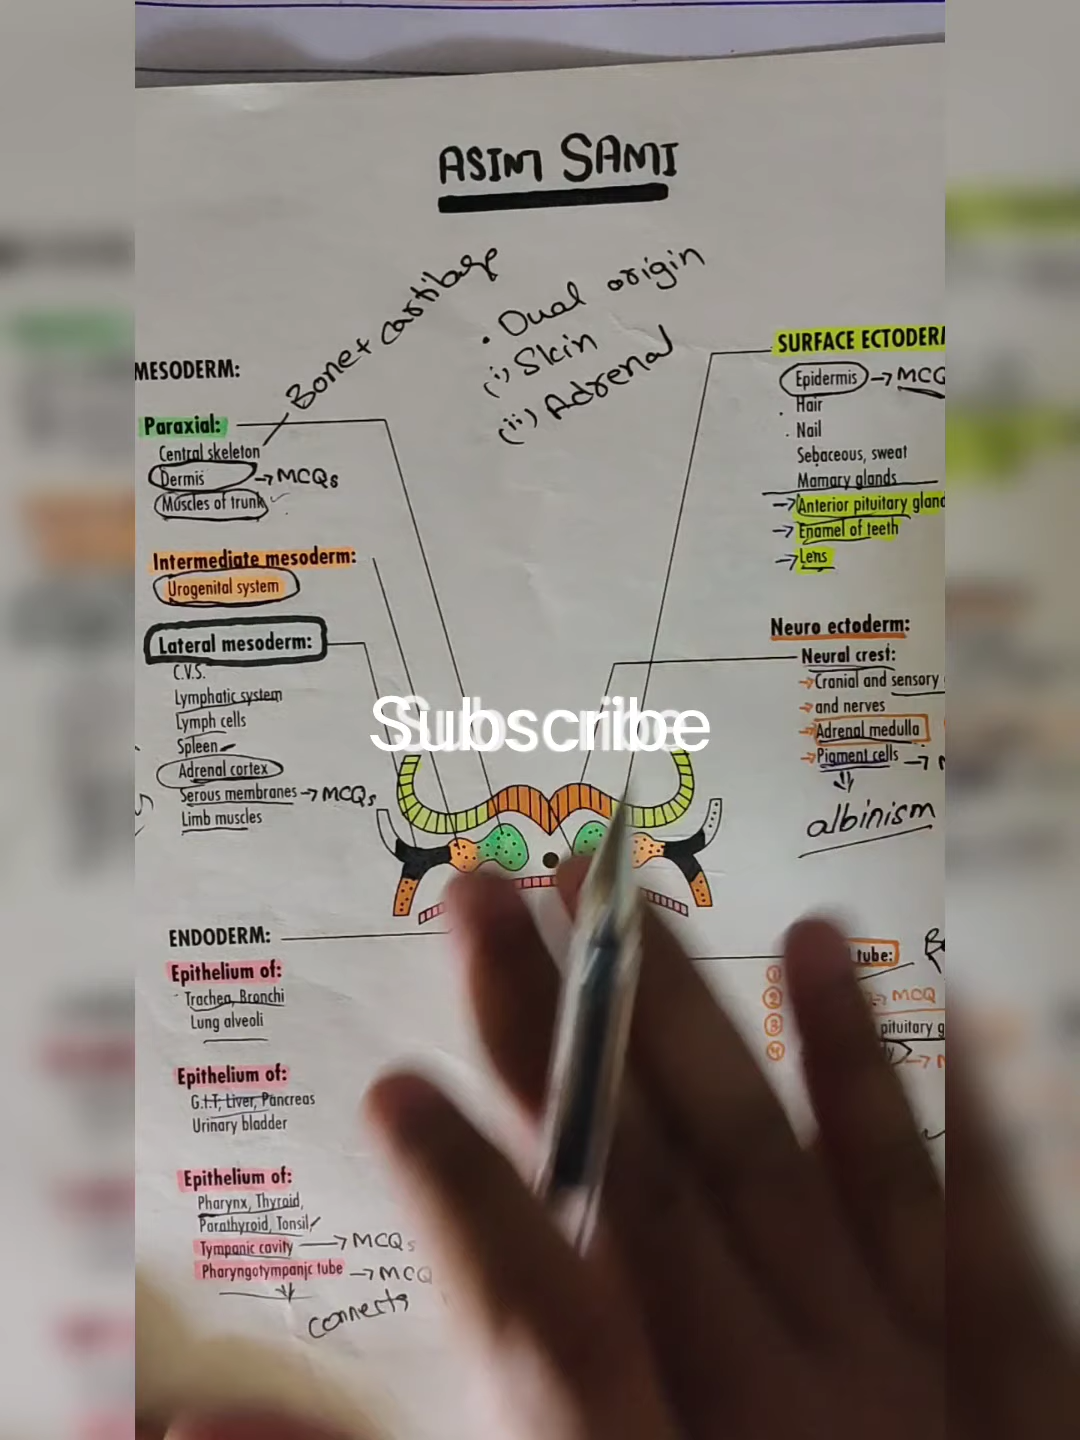 ASIM SAMI
Bone+ cartilage
• Dual origin
(i) Skin
(ii) Adrenal
MESODERM:
Paraxial:
Central skeleton
Dermis → MCQs
Muscles of trunk
Intermediate mesoderm:
Urogenital system
Lateral mesoderm:
C.V.S.
Lymphatic system
Lymph cells
Spleen
Adrenal cortex
Serous membranes → MCQs
Limb muscles
SURFACE ECTODERM
Epidermis → MCQ
Hair
Nail
Sebaceous, sweat
Mamary glands
→ Anterior pituitary gland
→ Enamel of teeth
→ Lens
Neuro ectoderm:
Neural crest:
→ Cranial and sensory
→ and nerves
→ Adrenal medulla
→ Pigment cells →
albinism
Subscribe
ENDODERM:
Epithelium of:
Trachea, Bronchi
Lung alveoli
Epithelium of:
G.I.T, Liver, Pancreas
Urinary bladder
Epithelium of:
Pharynx, Thyroid,
Parathyroid, Tonsil
Tympanic cavity → MCQs
Pharyngotympanic tube → MCQ
connects
tube:
①
② → MCQ
③ pituitary g
④